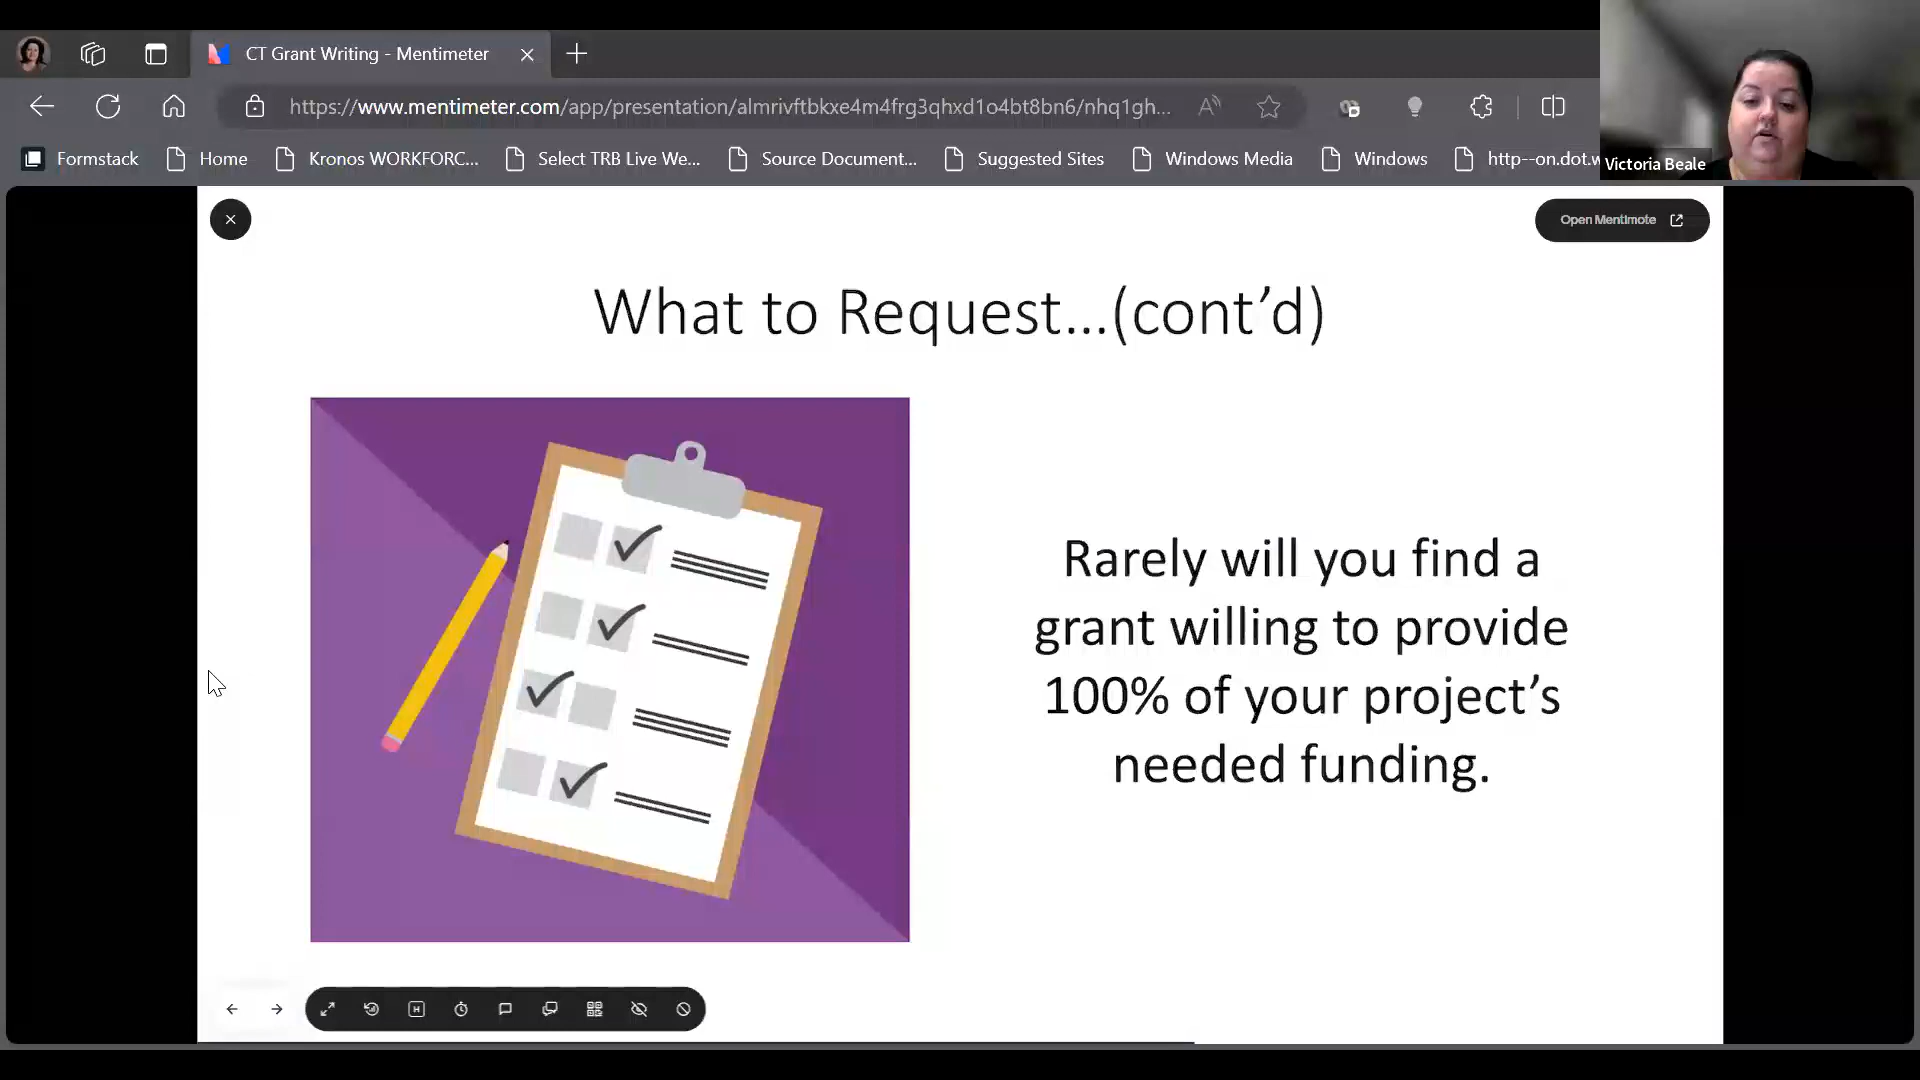 CT Grant Writing - Mentimeter
https://www.mentimeter.com/app/presentation/almrivftbkxe4m4frg3qhxd1o4bt8bn6/nhq1gh...
Formstack
Home
Kronos WORKFORC...
Select TRB Live We...
Source Document...
Suggested Sites
Windows Media
Windows
http--on.dot.w
Victoria Beale
Open Mentimote
What to Request...(cont’d)
Rarely will you find a
grant willing to provide
100% of your project’s
needed funding.